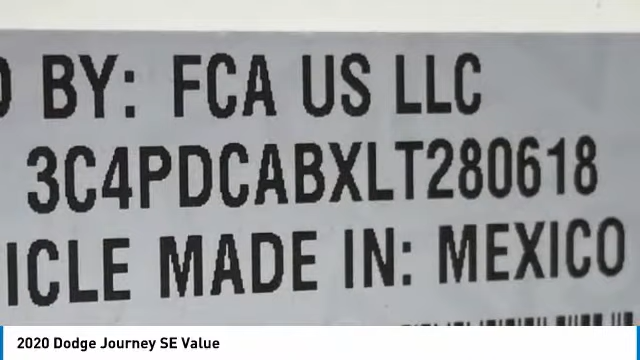 BY: FCA US LLC
3C4PDCABXLT280618
ICLE MADE IN: MEXICO
2020 Dodge Journey SE Value